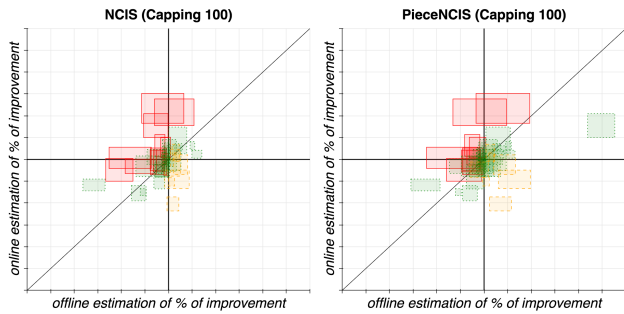 NCIS (Capping 100)
online estimation of % of improvement
offline estimation of % of improvement
PieceNCIS (Capping 100)
online estimation of % of improvement
offline estimation of % of improvement